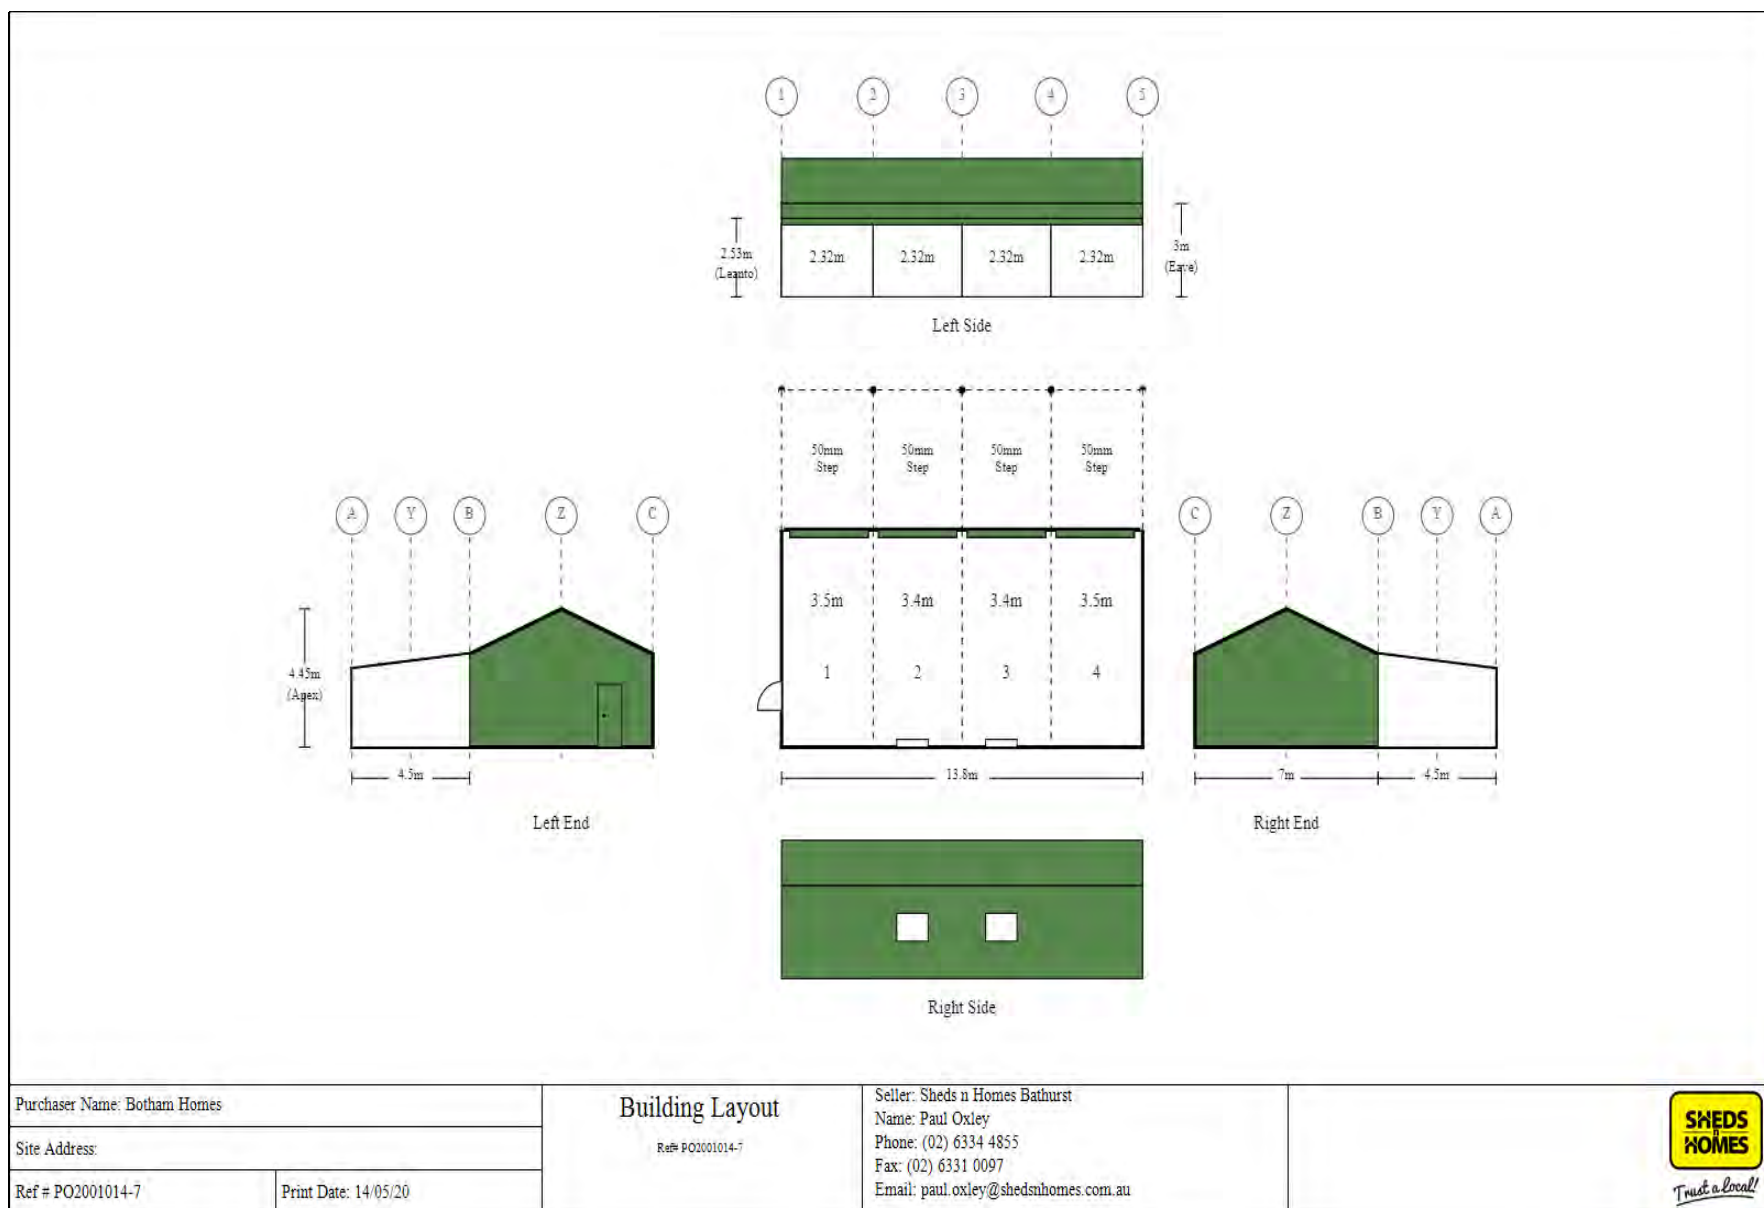 1 2 3 4 5
2.53m
(Leanto)
2.32m 2.32m 2.32m 2.32m
3m
(Eave)
Left Side
50mm
Step
50mm
Step
50mm
Step
50mm
Step
A Y B Z C
4.45m
(Apex)
4.5m
Left End
3.5m 3.4m 3.4m 3.5m
1 2 3 4
13.8m
C Z B Y A
7m 4.5m
Right End
Right Side
Purchaser Name: Botham Homes
Site Address:
Ref # PO2001014-7
Print Date: 14/05/20
Building Layout
Ref# PO2001014-7
Seller: Sheds n Homes Bathurst
Name: Paul Oxley
Phone: (02) 6334 4855
Fax: (02) 6331 0097
Email: paul.oxley@shedsnhomes.com.au
SHEDS
n
HOMES
Trust a local!